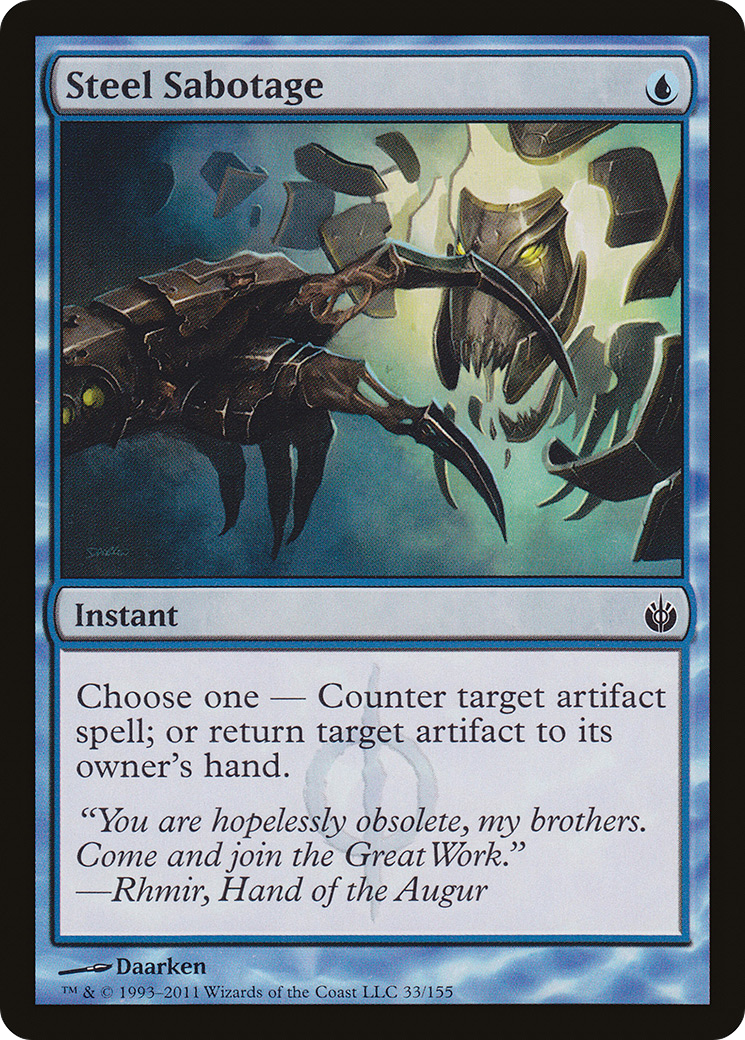 Steel Sabotage
Instant
Choose one — Counter target artifact
spell; or return target artifact to its
owner's hand.
“You are hopelessly obsolete, my brothers.
Come and join the Great Work.”
—Rhmir, Hand of the Augur
Daarken
™ & © 1993–2011 Wizards of the Coast LLC 33/155